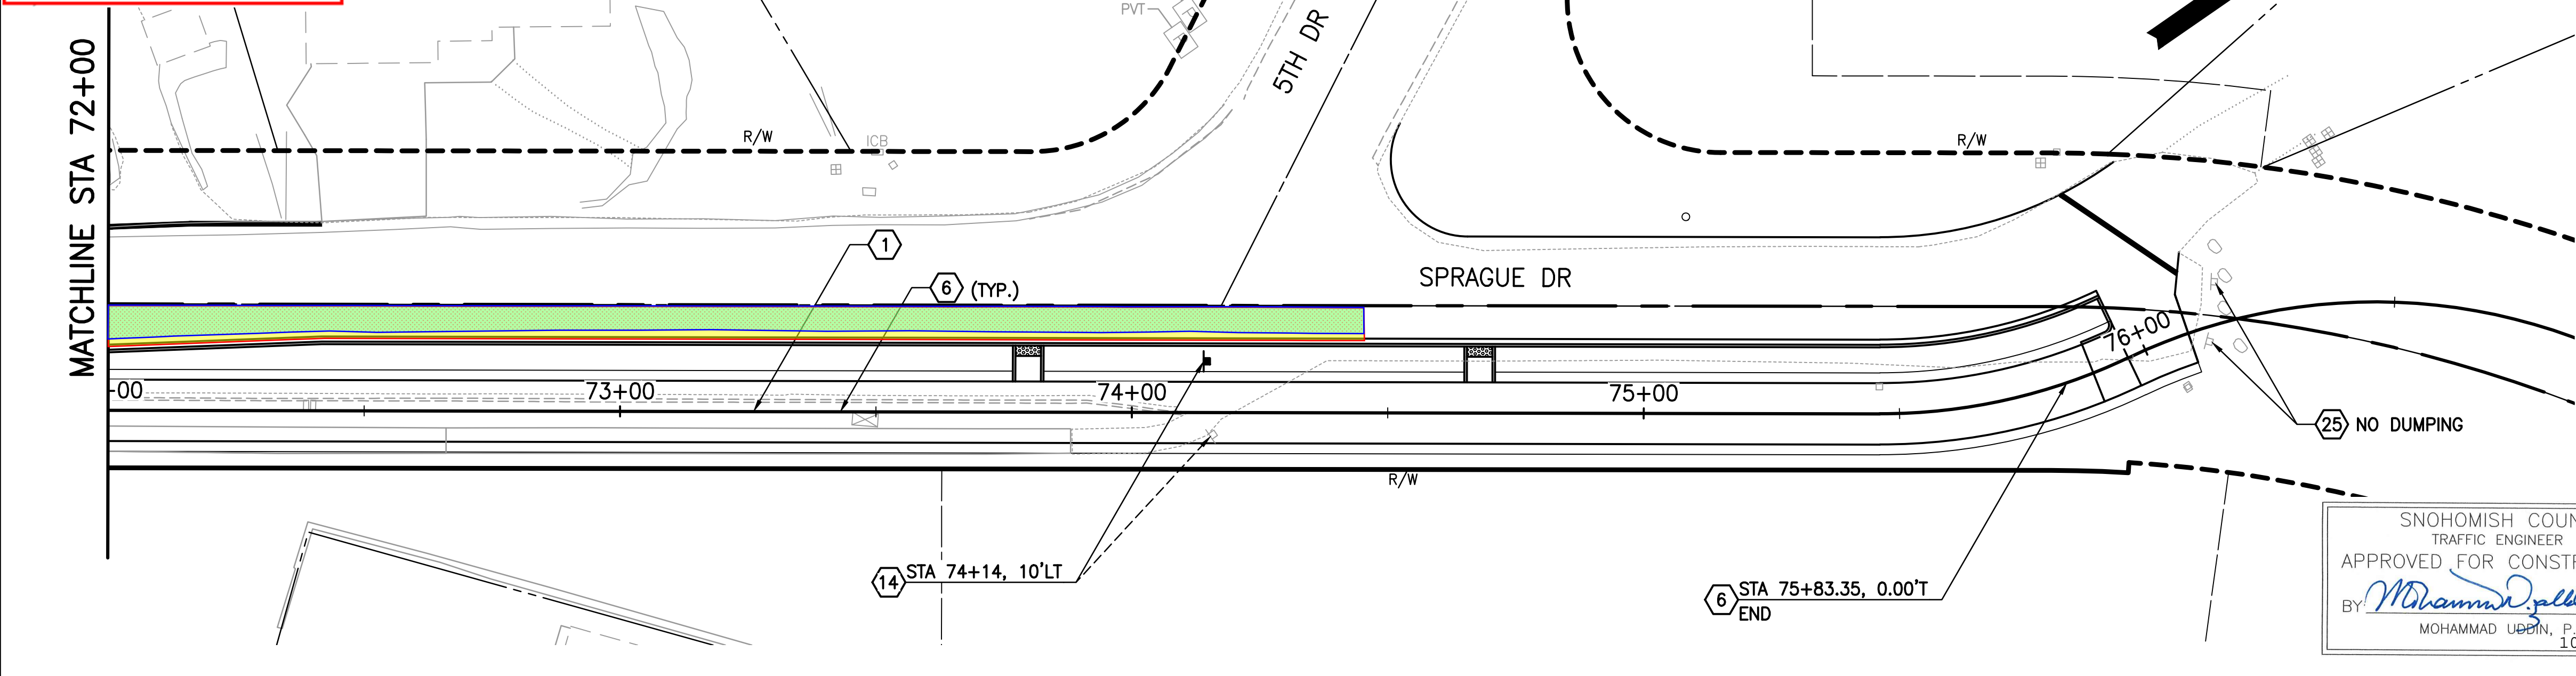 MATCHLINE STA 72+00
PVT
5TH DR
R/W
ICB
R/W
1
6 (TYP.)
SPRAGUE DR
-00
73+00
74+00
75+00
76+00
25 NO DUMPING
R/W
14 STA 74+14, 10'LT
6 STA 75+83.35, 0.00'T
END
SNOHOMISH COUN
TRAFFIC ENGINEER
APPROVED FOR CONST
BY:
MOHAMMAD UDDIN, P.
10